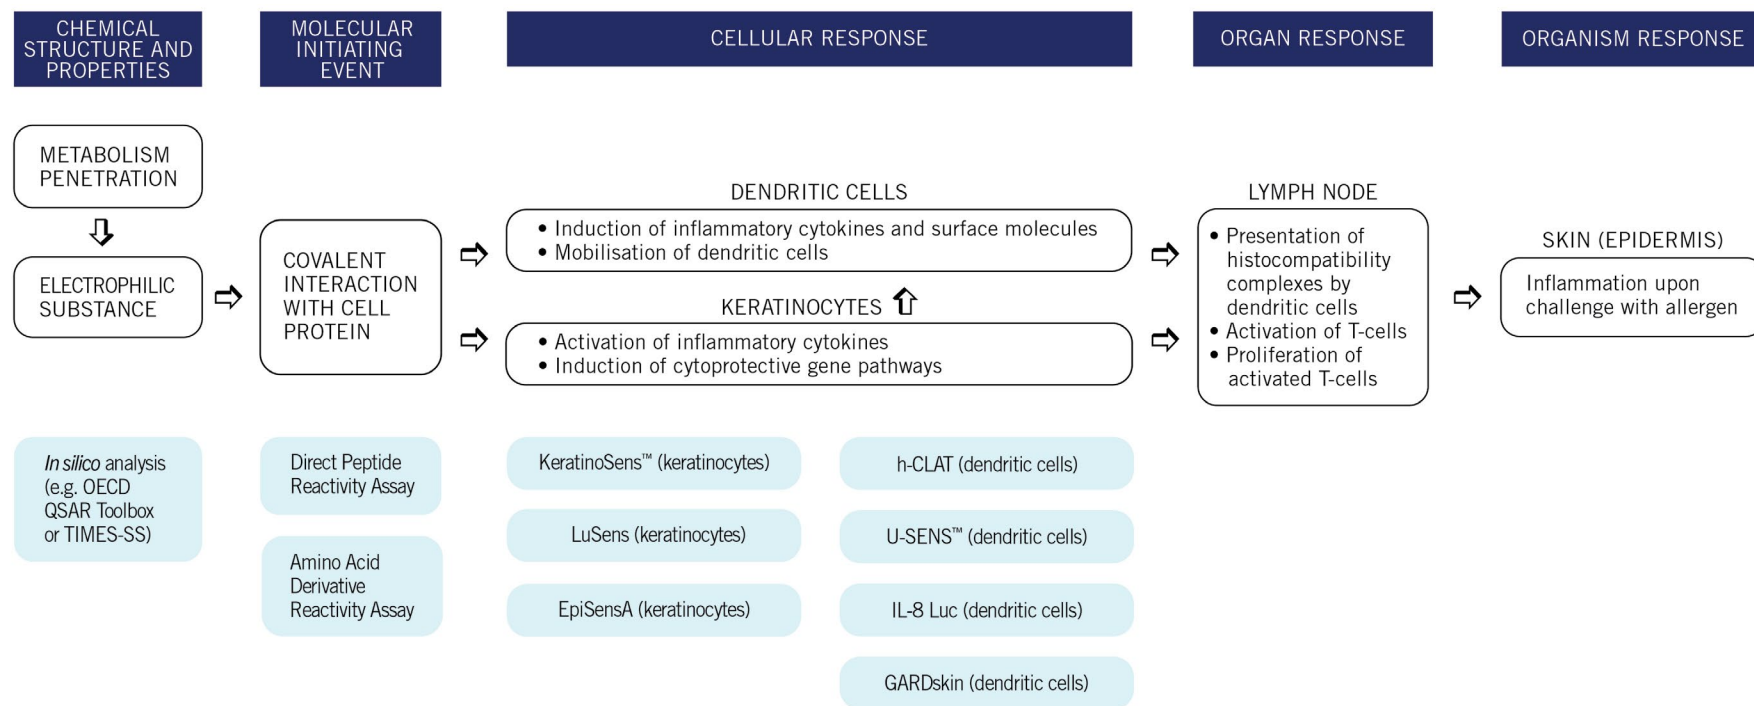 CHEMICAL
STRUCTURE AND
PROPERTIES
MOLECULAR
INITIATING
EVENT
CELLULAR RESPONSE
ORGAN RESPONSE
ORGANISM RESPONSE
METABOLISM
PENETRATION
ELECTROPHILIC
SUBSTANCE
COVALENT
INTERACTION
WITH CELL
PROTEIN
DENDRITIC CELLS
• Induction of inflammatory cytokines and surface molecules
• Mobilisation of dendritic cells
KERATINOCYTES
• Activation of inflammatory cytokines
• Induction of cytoprotective gene pathways
LYMPH NODE
• Presentation of
histocompatibility
complexes by
dendritic cells
• Activation of T-cells
• Proliferation of
activated T-cells
SKIN (EPIDERMIS)
Inflammation upon
challenge with allergen
In silico analysis
(e.g. OECD
QSAR Toolbox
or TIMES-SS)
Direct Peptide
Reactivity Assay
Amino Acid
Derivative
Reactivity Assay
KeratinoSens™ (keratinocytes)
LuSens (keratinocytes)
EpiSensA (keratinocytes)
h-CLAT (dendritic cells)
U-SENS™ (dendritic cells)
IL-8 Luc (dendritic cells)
GARDskin (dendritic cells)